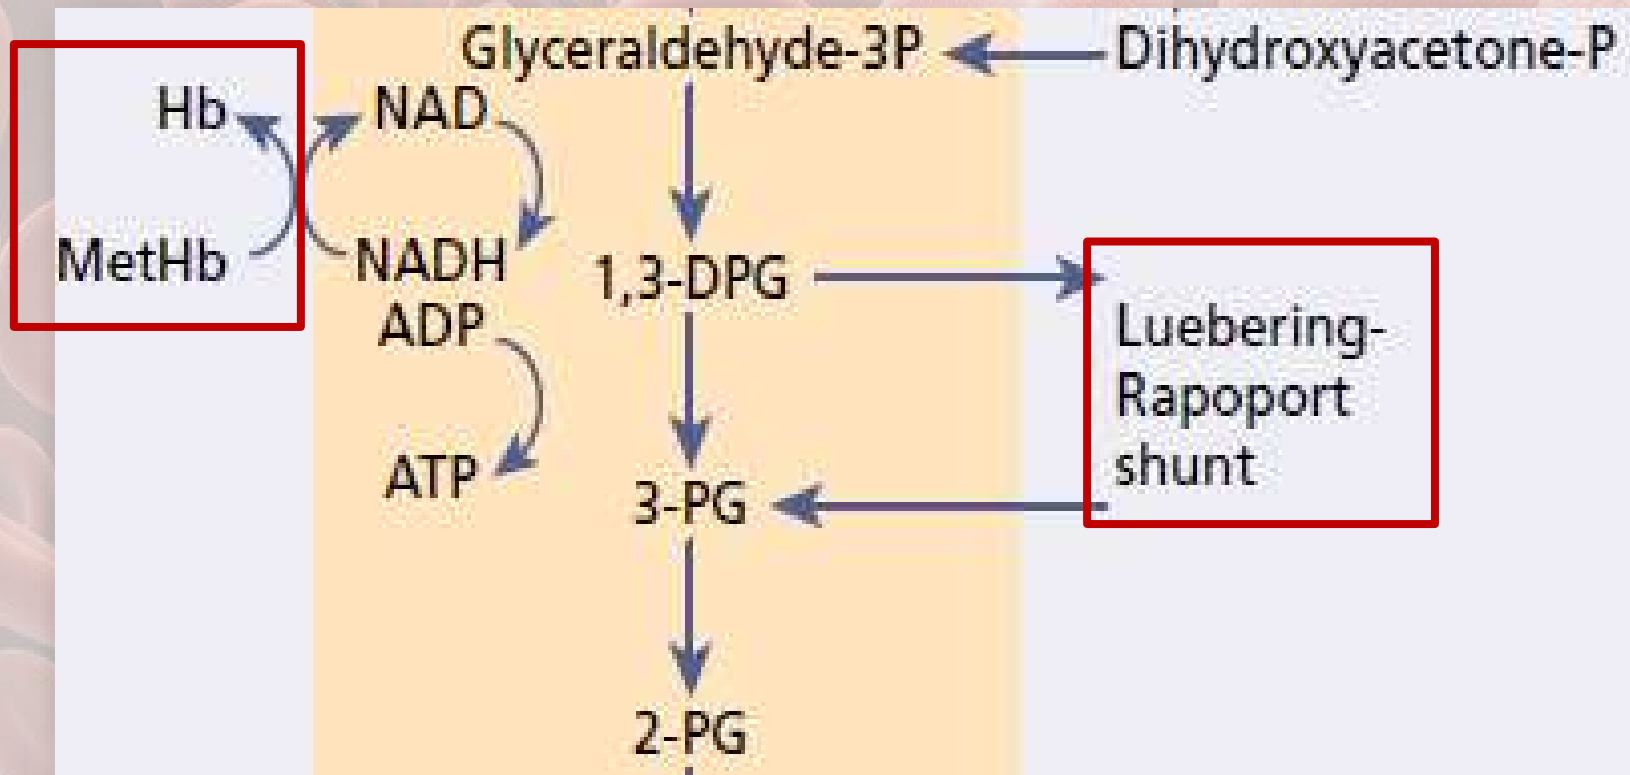 Glyceraldehyde-3P
Dihydroxyacetone-P
Hb
NAD
MetHb
NADH
1,3-DPG
ADP
Luebering-
Rapoport
shunt
ATP
3-PG
2-PG